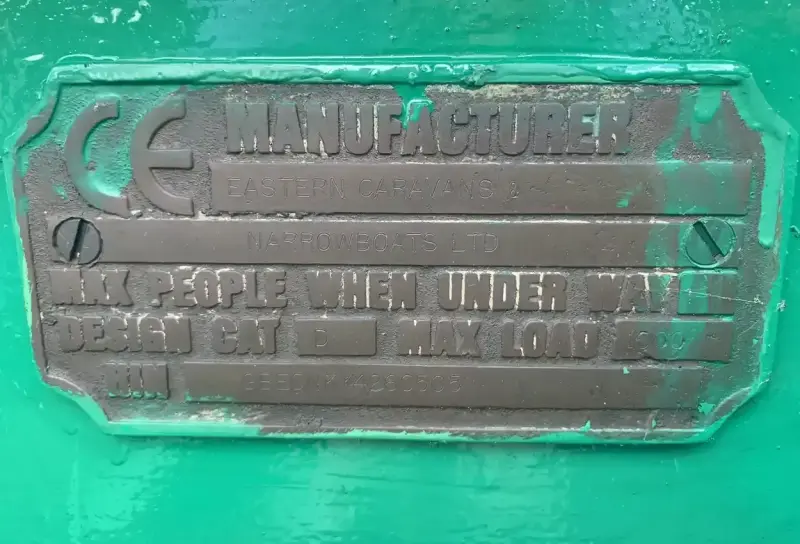 CE MANUFACTURER
EASTERN CARAVANS &
NARROWBOATS LTD
MAX PEOPLE WHEN UNDER WAY
DESIGN CAT D MAX LOAD
HIN